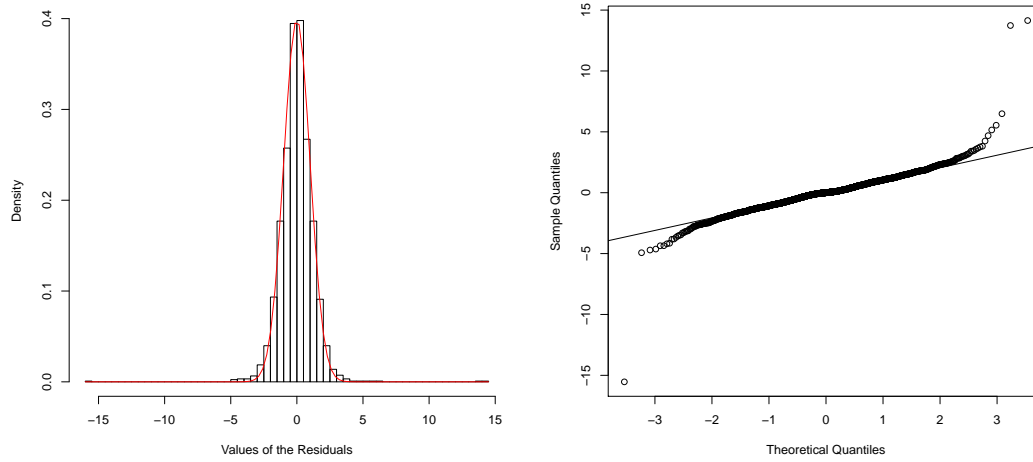 0.4
0.3
0.2
0.1
0.0
Density
−15 −10 −5 0 5 10 15
Values of the Residuals
15
10
5
0
−5
−10
−15
Sample Quantiles
−3 −2 −1 0 1 2 3
Theoretical Quantiles